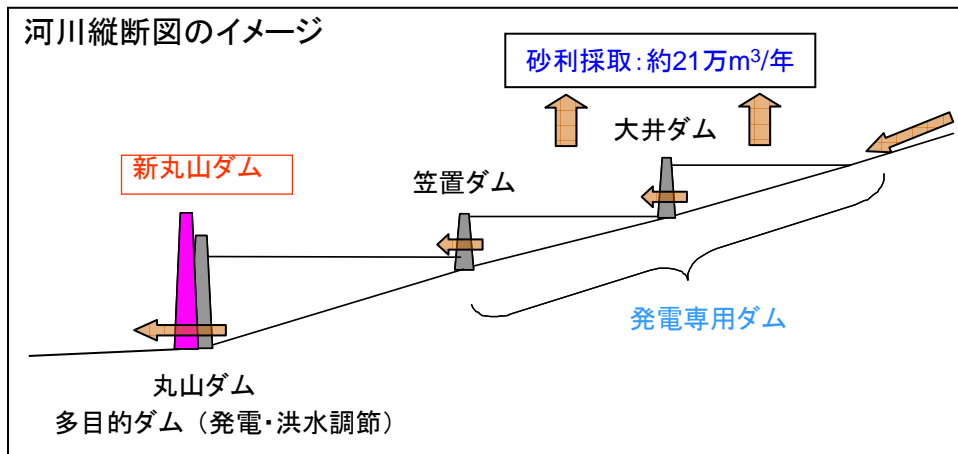 河川縦断図のイメージ
砂利採取：約21万m³/年
大井ダム
新丸山ダム
笠置ダム
発電専用ダム
丸山ダム
多目的ダム（発電・洪水調節）